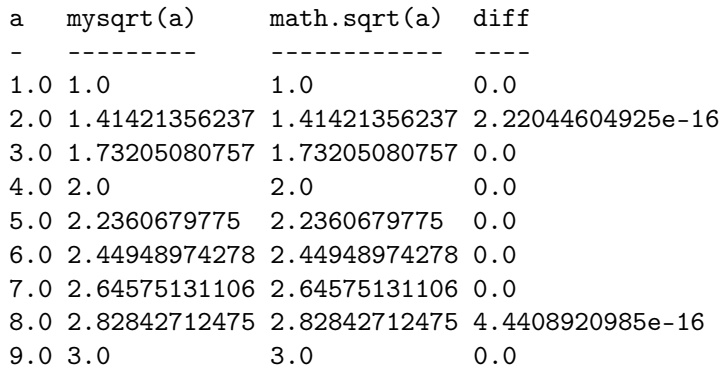 a   mysqrt(a)     math.sqrt(a)  diff
-   ---------     ------------  ----
1.0 1.0           1.0           0.0
2.0 1.41421356237 1.41421356237 2.22044604925e-16
3.0 1.73205080757 1.73205080757 0.0
4.0 2.0           2.0           0.0
5.0 2.2360679775  2.2360679775  0.0
6.0 2.44948974278 2.44948974278 0.0
7.0 2.64575131106 2.64575131106 0.0
8.0 2.82842712475 2.82842712475 4.4408920985e-16
9.0 3.0           3.0           0.0